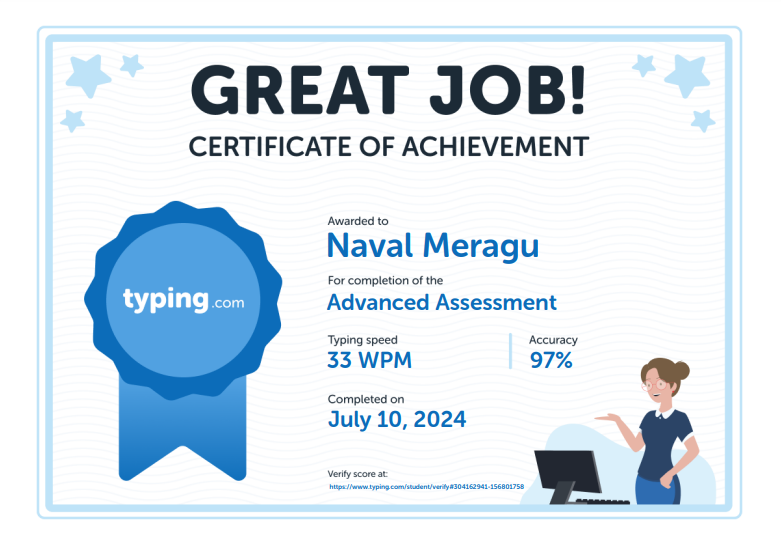 GREAT JOB!
CERTIFICATE OF ACHIEVEMENT
typing.com
Awarded to
Naval Meragu
For completion of the
Advanced Assessment
Typing speed
33 WPM
Accuracy
97%
Completed on
July 10, 2024
Verify score at:
https://www.typing.com/student/verify#304162941-156801758